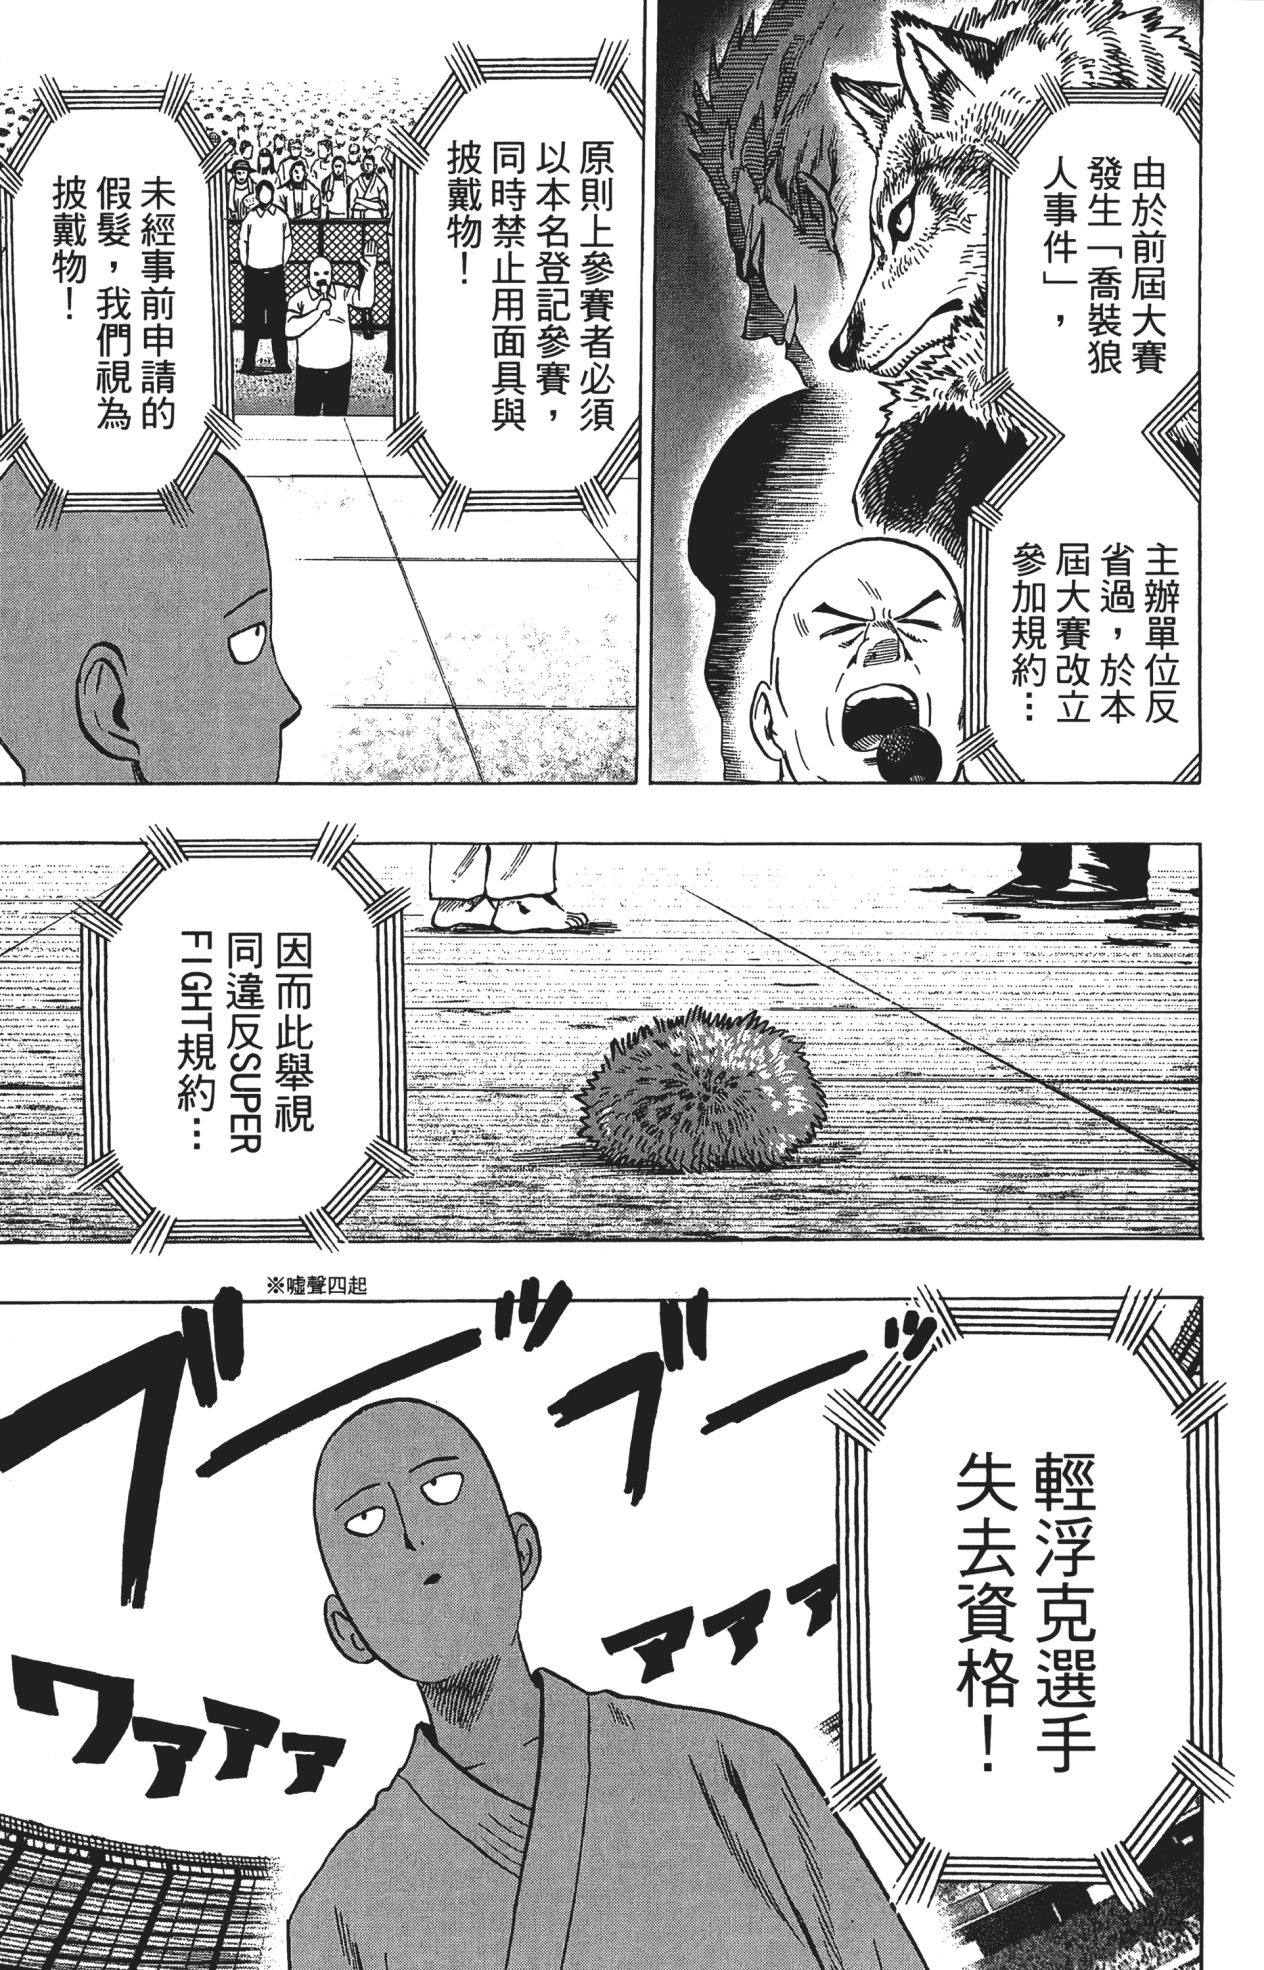 由於前屆大賽
發生「喬裝狼
人事件」，
主辦單位反
省過，於本
屆大賽改立
參加規約…
原則上參賽者必須
以本名登記參賽，
同時禁止用面具與
披戴物！
未經事前申請的
假髮，我們視為
披戴物！
因而此舉視
同違反SUPER
FIGHT規約…
※噓聲四起
輕浮克選手
失去資格！
ブーブーブー
ワァァァ
ァァァ